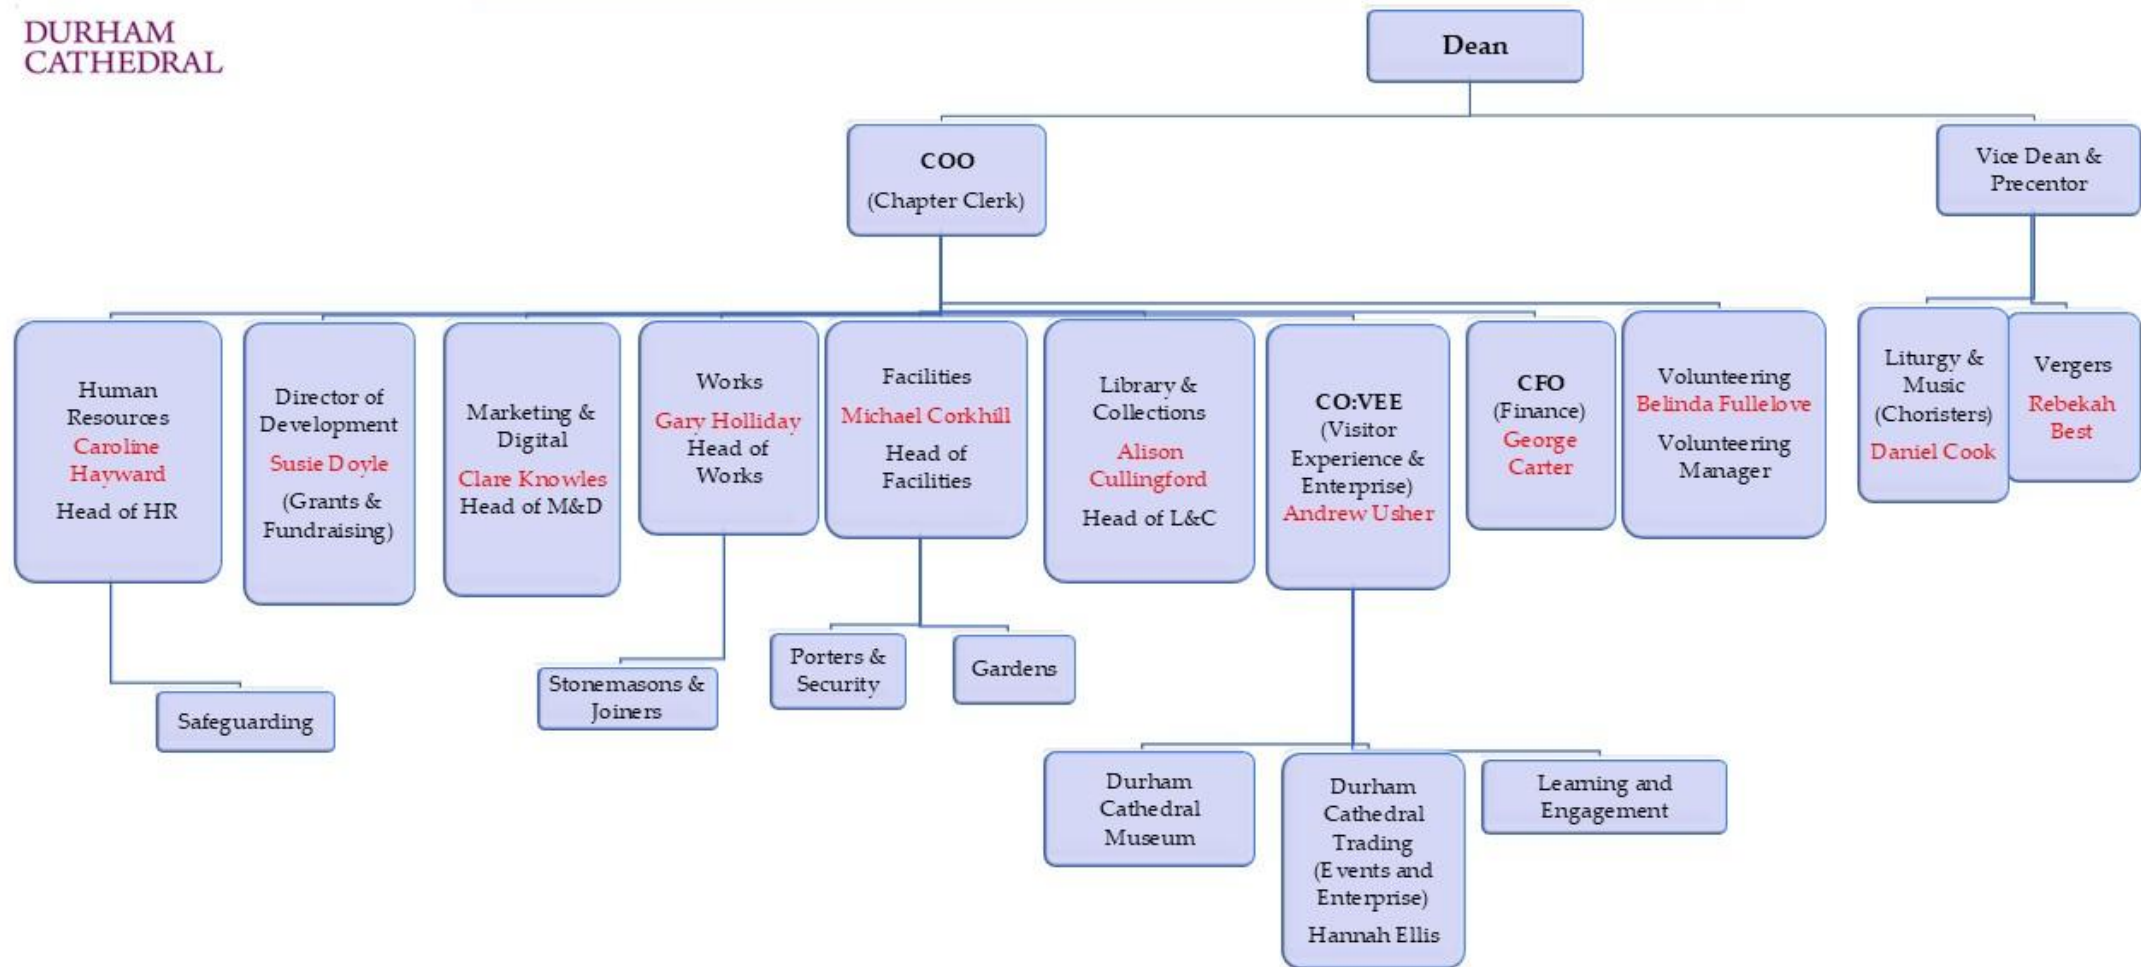 DURHAM
CATHEDRAL
Dean
COO
(Chapter Clerk)
Vice Dean &
Precentor
Human
Resources
Caroline
Hayward
Head of HR
Director of
Development
Susie Doyle
(Grants &
Fundraising)
Marketing &
Digital
Clare Knowles
Head of M&D
Works
Gary Holliday
Head of
Works
Facilities
Michael Corkhill
Head of
Facilities
Library &
Collections
Alison
Cullingford
Head of L&C
CO:VEE
(Visitor
Experience &
Enterprise)
Andrew Usher
CFO
(Finance)
George
Carter
Volunteering
Belinda Fullelove
Volunteering
Manager
Liturgy &
Music
(Choristers)
Daniel Cook
Vergers
Rebekah
Best
Safeguarding
Stonemasons &
Joiners
Porters &
Security
Gardens
Durham
Cathedral
Museum
Durham
Cathedral
Trading
(Events and
Enterprise)
Hannah Ellis
Learning and
Engagement